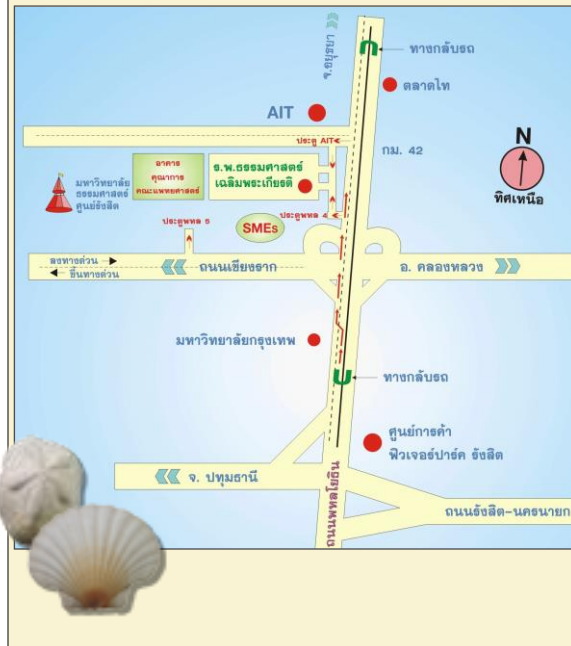 จ.อยุธยา
ทางกลับรถ
ตลาดไท
AIT
ประตู AIT
กม. 42
N
ทิศเหนือ
อาคาร
คุณากร
คณะแพทยศาสตร์
ร.พ.ธรรมศาสตร์
เฉลิมพระเกียรติ
มหาวิทยาลัย
ธรรมศาสตร์
ศูนย์รังสิต
ประตูพหล 5
SMEs
ประตูพหล 4
ลงทางด่วน
ขึ้นทางด่วน
ถนนเชียงราก
อ. คลองหลวง
มหาวิทยาลัยกรุงเทพ
ทางกลับรถ
ศูนย์การค้า
ฟิวเจอร์ปาร์ค รังสิต
จ. ปทุมธานี
ถนนพหลโยธิน
ถนนรังสิต-นครนายก